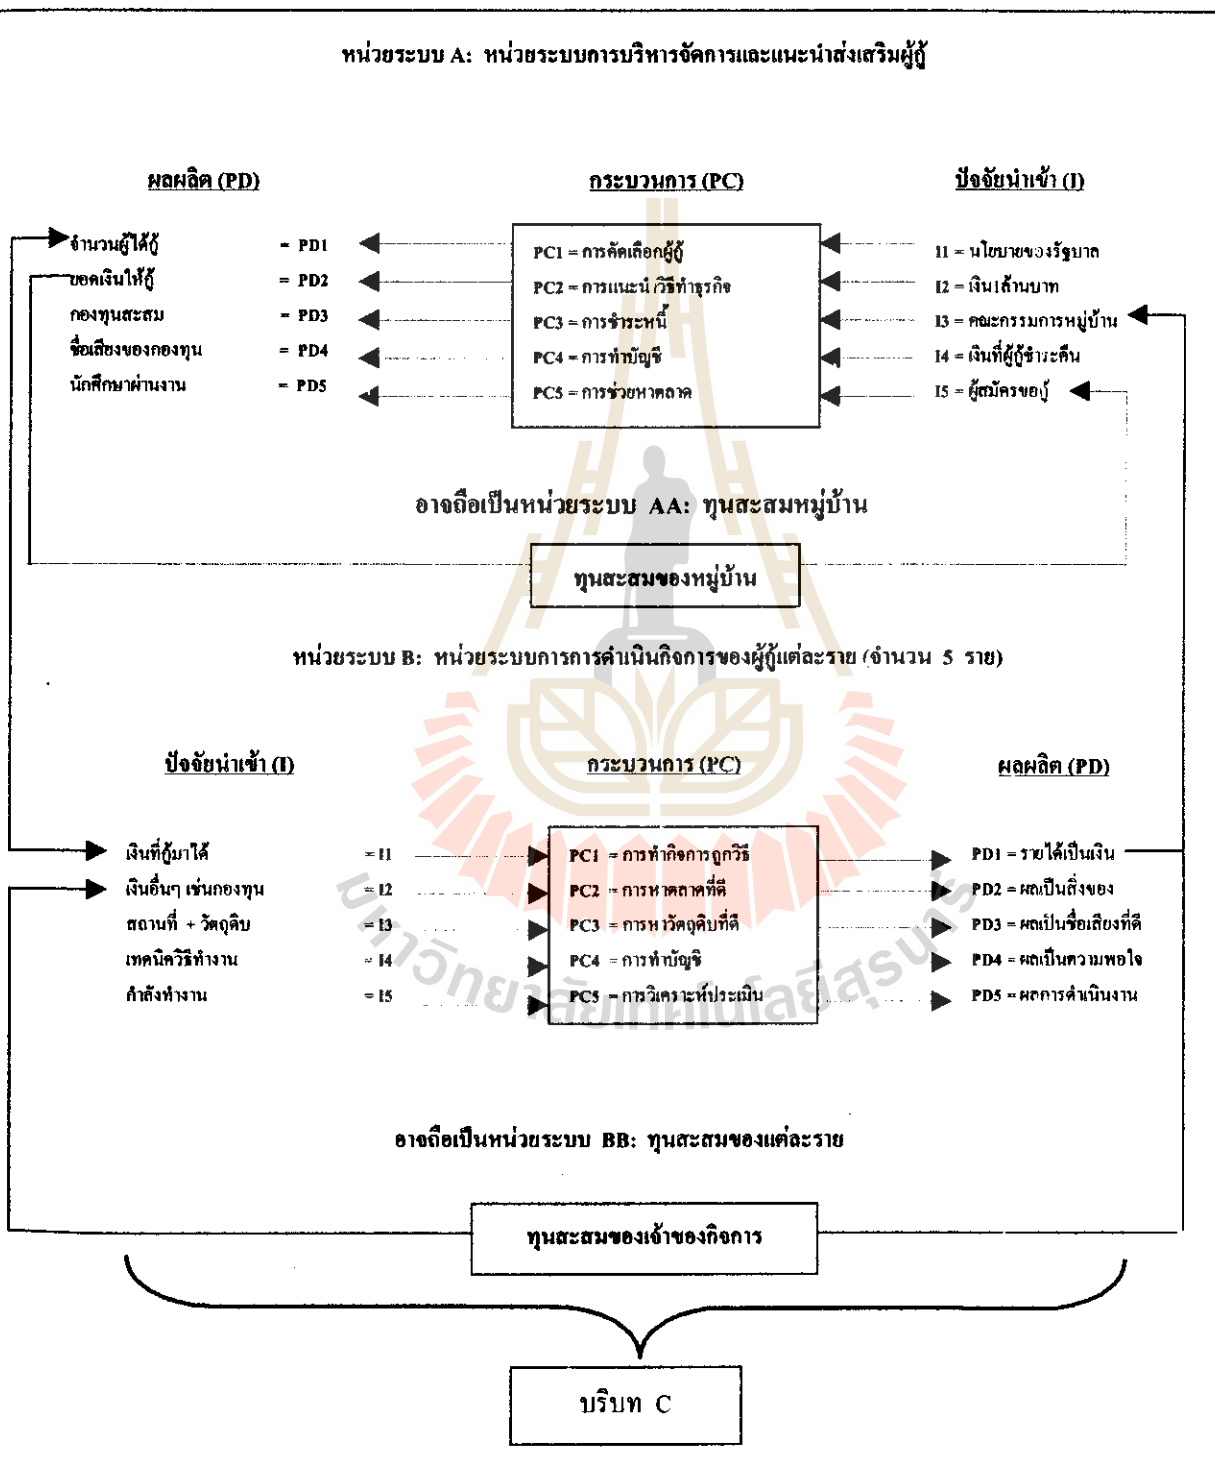 หน่วยระบบ A: หน่วยระบบการบริหารจัดการและแนะนำส่งเสริมผู้กู้
ผลผลิต (PD) กระบวนการ (PC) ปัจจัยนำเข้า (I)
จำนวนผู้ได้กู้ = PD1 PC1 = การคัดเลือกผู้กู้ I1 = นโยบายของรัฐบาล
ยอดเงินให้กู้ = PD2 PC2 = การแนะนำวิธีทำธุรกิจ I2 = เงิน1ล้านบาท
กองทุนสะสม = PD3 PC3 = การชำระหนี้ I3 = คณะกรรมการหมู่บ้าน
ชื่อเสียงของกองทุน = PD4 PC4 = การทำบัญชี I4 = เงินที่ผู้กู้ชำระคืน
นักศึกษาผ่านงาน = PD5 PC5 = การช่วยหาตลาด I5 = ผู้สมัครขอกู้
อาจถือเป็นหน่วยระบบ AA: ทุนสะสมหมู่บ้าน
ทุนสะสมของหมู่บ้าน
หน่วยระบบ B: หน่วยระบบการการดำเนินกิจการของผู้กู้แต่ละราย (จำนวน 5 ราย)
ปัจจัยนำเข้า (I) กระบวนการ (PC) ผลผลิต (PD)
เงินที่กู้มาได้ = I1 PC1 = การทำกิจการถูกวิธี PD1 = รายได้เป็นเงิน
เงินอื่นๆ เช่นกองทุน = I2 PC2 = การหาตลาดที่ดี PD2 = ผลเป็นสิ่งของ
สถานที่ + วัตถุดิบ = I3 PC3 = การหาวัตถุดิบที่ดี PD3 = ผลเป็นชื่อเสียงที่ดี
เทคนิควิธีทำงาน = I4 PC4 = การทำบัญชี PD4 = ผลเป็นความพอใจ
กำลังทำงาน = I5 PC5 = การวิเคราะห์ประเมิน PD5 = ผลการดำเนินงาน
มหาวิทยาลัยเทคโนโลยีสุรนารี
อาจถือเป็นหน่วยระบบ BB: ทุนสะสมของแต่ละราย
ทุนสะสมของเจ้าของกิจการ
บริบท C